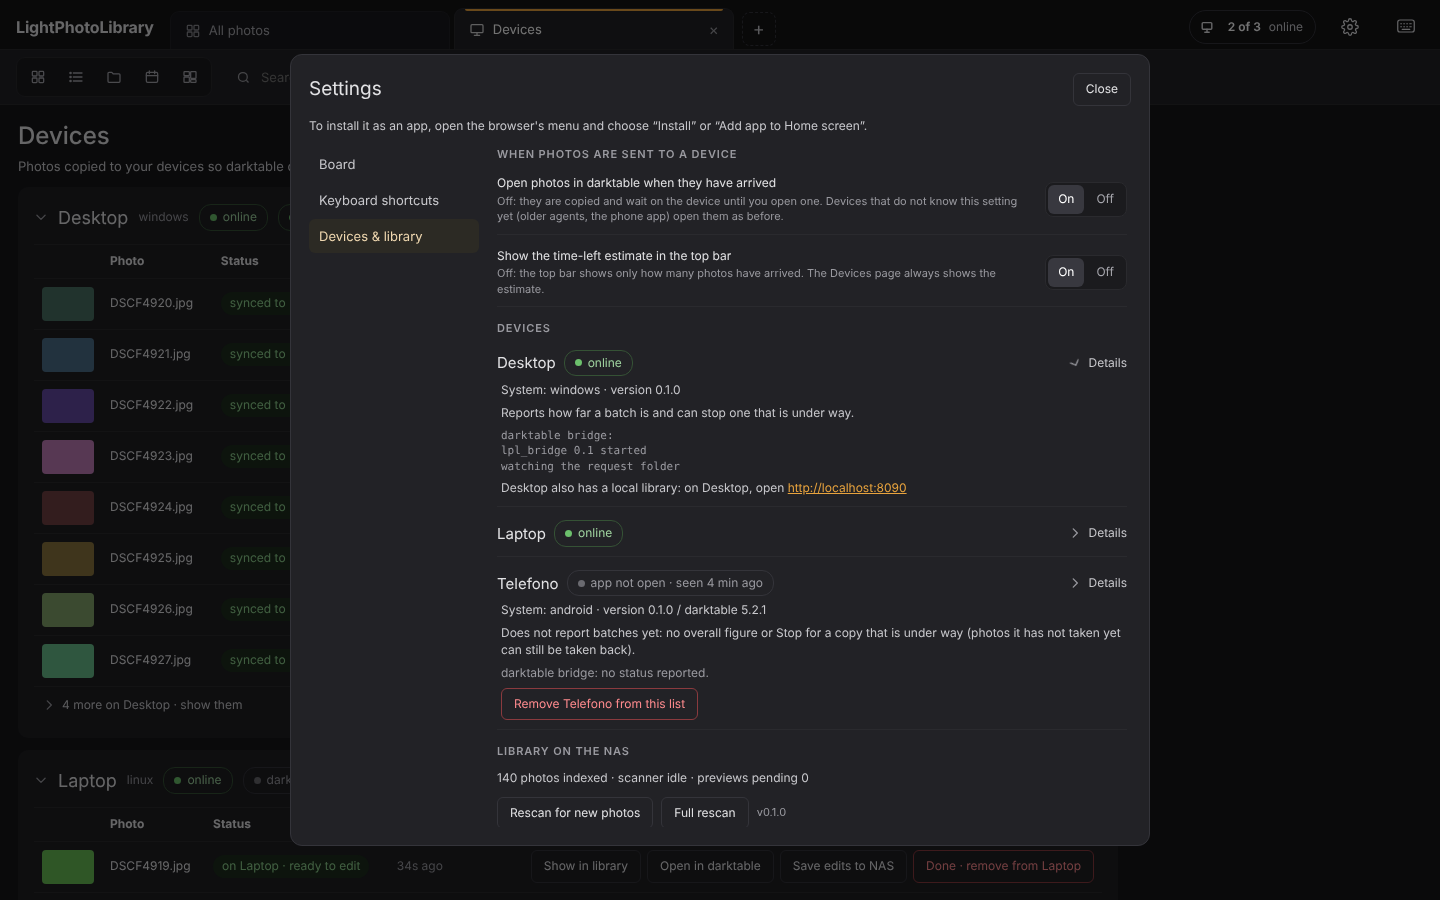 LightPhotoLibrary
All photos
Devices
×
+
2 of 3 online
Settings
Close
To install it as an app, open the browser's menu and choose “Install” or “Add app to Home screen”.
Board
Keyboard shortcuts
Devices & library
WHEN PHOTOS ARE SENT TO A DEVICE
Open photos in darktable when they have arrived
Off: they are copied and wait on the device until you open one. Devices that do not know this setting
yet (older agents, the phone app) open them as before.
On Off
Show the time-left estimate in the top bar
Off: the top bar shows only how many photos have arrived. The Devices page always shows the
estimate.
On Off
DEVICES
Desktop online Details
System: windows · version 0.1.0
Reports how far a batch is and can stop one that is under way.
darktable bridge:
lpl_bridge 0.1 started
watching the request folder
Desktop also has a local library: on Desktop, open http://localhost:8090
Laptop online Details
Telefono app not open · seen 4 min ago Details
System: android · version 0.1.0 / darktable 5.2.1
Does not report batches yet: no overall figure or Stop for a copy that is under way (photos it has not taken yet
can still be taken back).
darktable bridge: no status reported.
Remove Telefono from this list
LIBRARY ON THE NAS
140 photos indexed · scanner idle · previews pending 0
Rescan for new photos Full rescan v0.1.0
Devices
Photos copied to your devices so darktable
Desktop windows online
Photo Status
DSCF4920.jpg synced to
DSCF4921.jpg synced to
DSCF4922.jpg synced to
DSCF4923.jpg synced to
DSCF4924.jpg synced to
DSCF4925.jpg synced to
DSCF4926.jpg synced to
DSCF4927.jpg synced to
4 more on Desktop · show them
Laptop linux online
Photo Status
DSCF4919.jpg on Laptop · ready to edit 34s ago Show in library Open in darktable Save edits to NAS Done · remove from Laptop